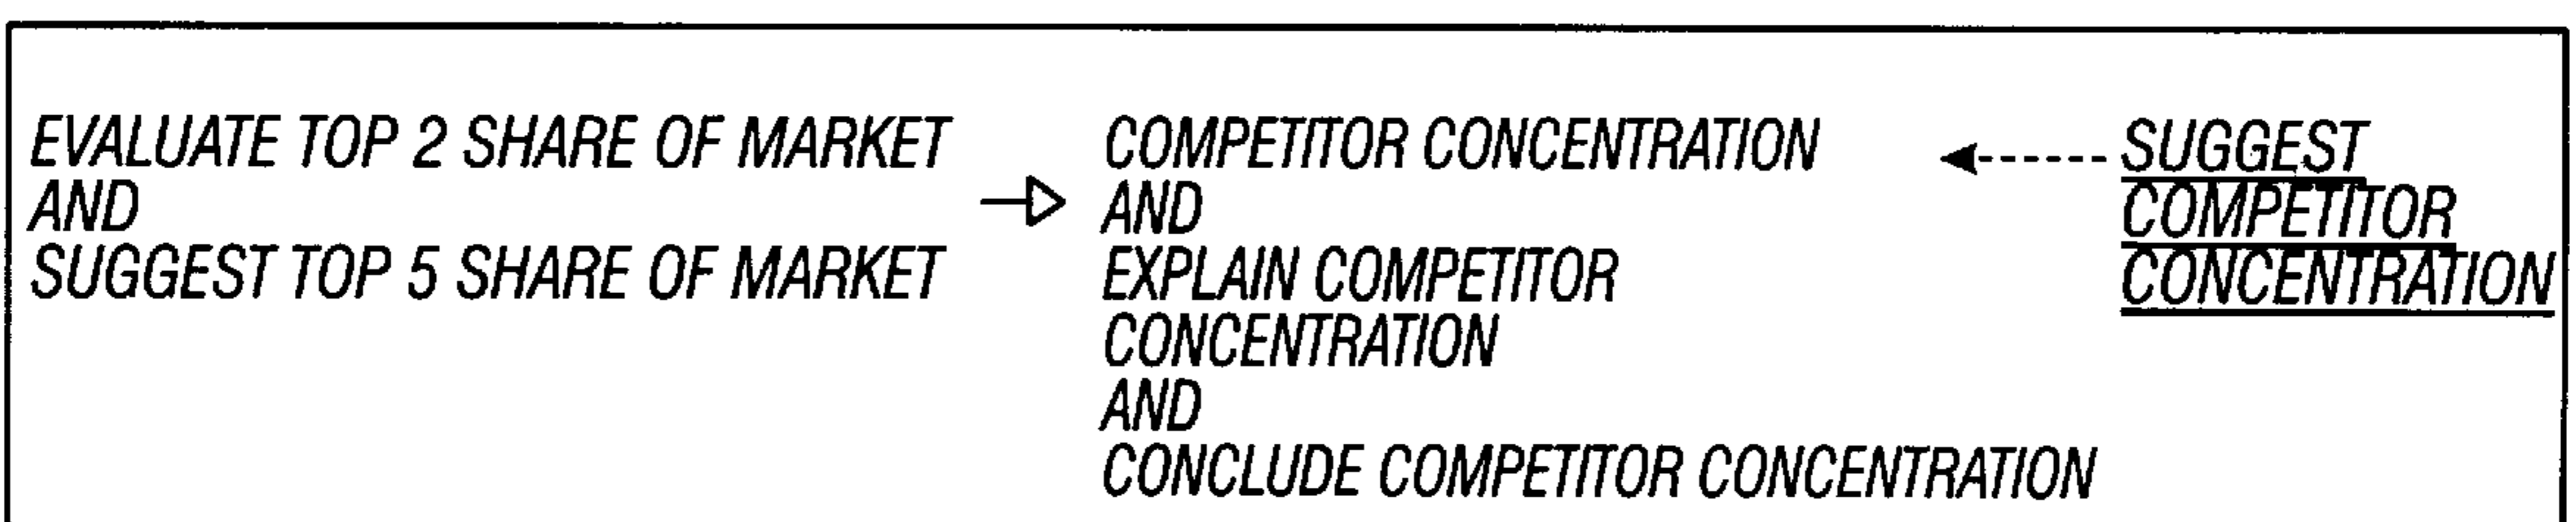 EVALUATE TOP 2 SHARE OF MARKET
AND
SUGGEST TOP 5 SHARE OF MARKET
COMPETITOR CONCENTRATION
AND
EXPLAIN COMPETITOR
CONCENTRATION
AND
CONCLUDE COMPETITOR CONCENTRATION
SUGGEST
COMPETITOR
CONCENTRATION